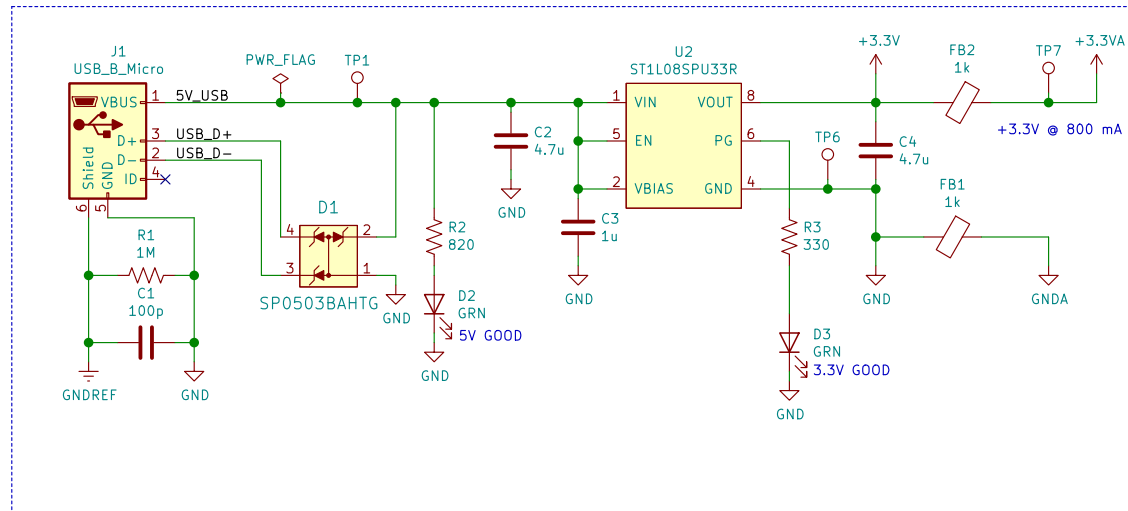 J1
USB_B_Micro
VBUS
1
5V_USB
D+
3
USB_D+
D-
2
USB_D-
ID
4
Shield
GND
6
5
R1
1M
C1
100p
GNDREF
GND
PWR_FLAG
TP1
D1
4
2
3
1
SP0503BAHTG
GND
R2
820
D2
GRN
5V GOOD
GND
C2
4.7u
GND
C3
1u
GND
U2
ST1L08SPU33R
1
VIN
VOUT
8
5
EN
PG
6
2
VBIAS
GND
4
R3
330
D3
GRN
3.3V GOOD
GND
TP6
+3.3V
C4
4.7u
GND
FB2
1k
TP7
+3.3VA
+3.3V @ 800 mA
FB1
1k
GNDA